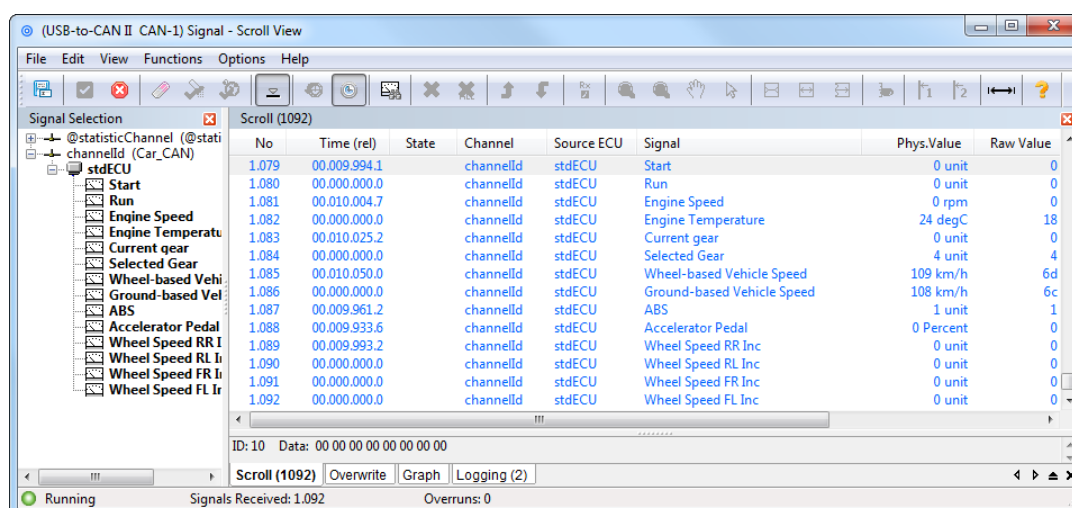 (USB-to-CAN II CAN-1) Signal - Scroll View
File Edit View Functions Options Help
Signal Selection
@statisticChannel (@stati
channelId (Car_CAN)
stdECU
Start
Run
Engine Speed
Engine Temperatu
Current gear
Selected Gear
Wheel-based Vehi
Ground-based Vel
ABS
Accelerator Pedal
Wheel Speed RR I
Wheel Speed RL I
Wheel Speed FR I
Wheel Speed FL Ir
Scroll (1092)
No Time (rel) State Channel Source ECU Signal Phys.Value Raw Value
1.079 00.009.994.1 channelId stdECU Start 0 unit 0
1.080 00.000.000.0 channelId stdECU Run 0 unit 0
1.081 00.010.004.7 channelId stdECU Engine Speed 0 rpm 0
1.082 00.000.000.0 channelId stdECU Engine Temperature 24 degC 18
1.083 00.010.025.2 channelId stdECU Current gear 0 unit 0
1.084 00.000.000.0 channelId stdECU Selected Gear 4 unit 4
1.085 00.010.050.0 channelId stdECU Wheel-based Vehicle Speed 109 km/h 6d
1.086 00.000.000.0 channelId stdECU Ground-based Vehicle Speed 108 km/h 6c
1.087 00.009.961.2 channelId stdECU ABS 1 unit 1
1.088 00.009.933.6 channelId stdECU Accelerator Pedal 0 Percent 0
1.089 00.009.993.2 channelId stdECU Wheel Speed RR Inc 0 unit 0
1.090 00.000.000.0 channelId stdECU Wheel Speed RL Inc 0 unit 0
1.091 00.000.000.0 channelId stdECU Wheel Speed FR Inc 0 unit 0
1.092 00.000.000.0 channelId stdECU Wheel Speed FL Inc 0 unit 0
ID: 10 Data: 00 00 00 00 00 00 00 00
Scroll (1092) Overwrite Graph Logging (2)
Running Signals Received: 1.092 Overruns: 0